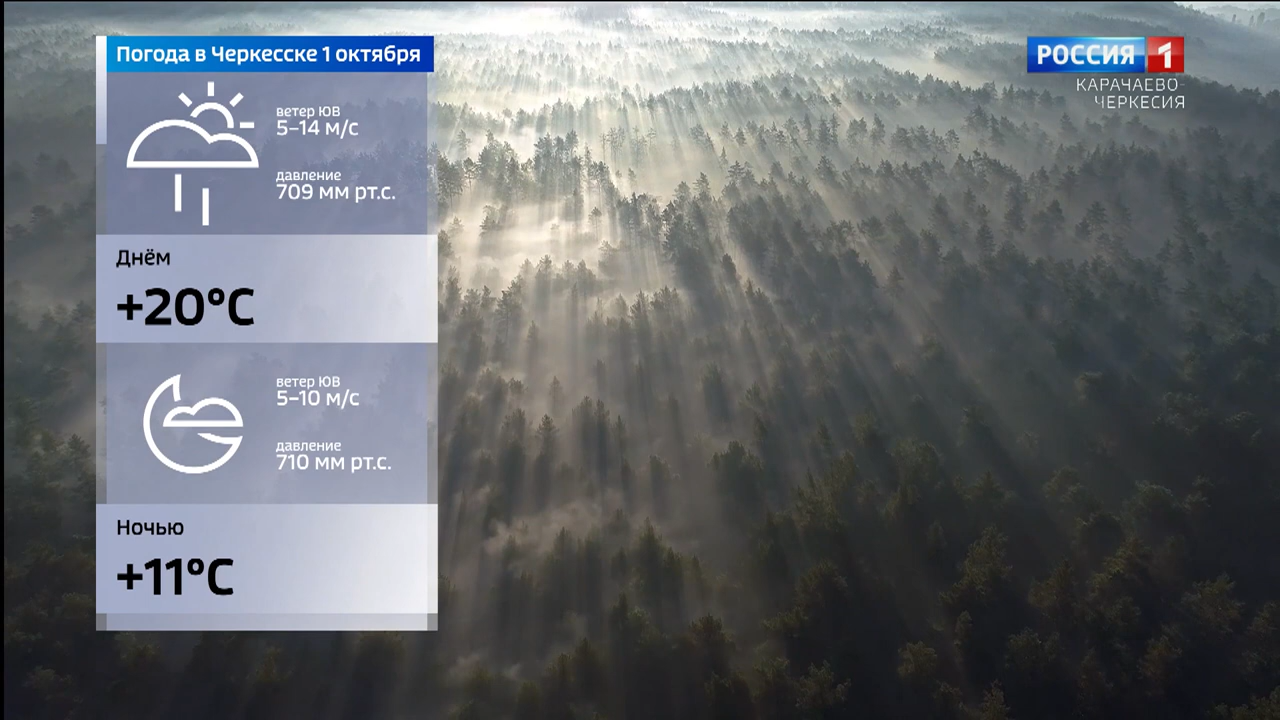 Погода в Черкесске 1 октября
РОССИЯ 1
КАРАЧАЕВО-
ЧЕРКЕСИЯ
ветер ЮВ
5-14 м/с
давление
709 мм рт.с.
Днём
+20°C
ветер ЮВ
5-10 м/с
давление
710 мм рт.с.
Ночью
+11°C